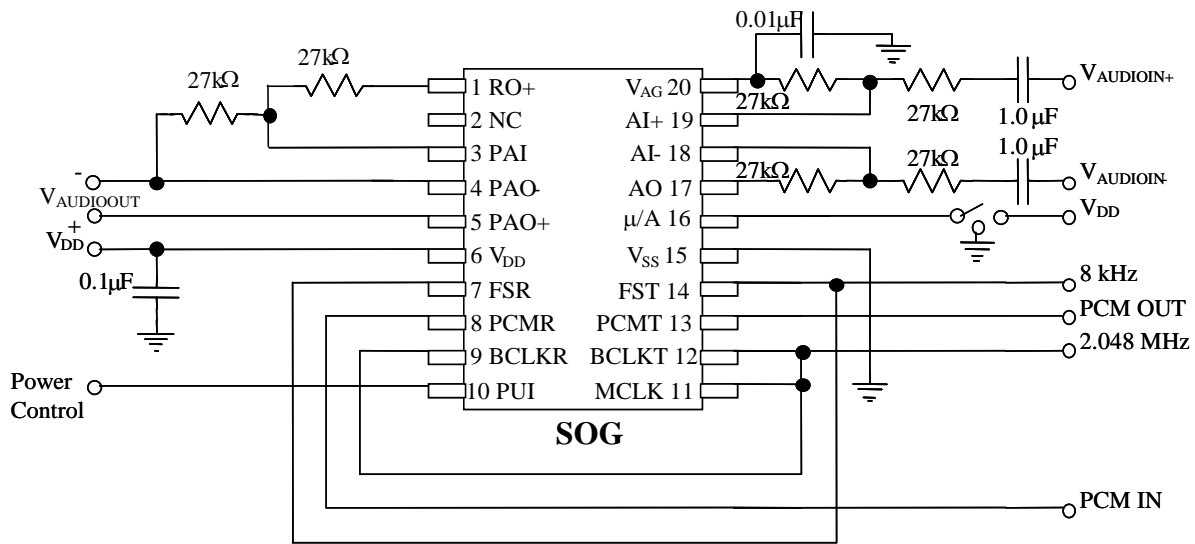 0.01μF
27kΩ
27kΩ
1 RO+
VAG 20
27kΩ
27kΩ
1.0 μF
VAUDIOIN+
2 NC
AI+ 19
3 PAI
AI- 18
1.0 μF
27kΩ
27kΩ
-
4 PAO-
AO 17
VAUDIOIN-
VAUDIOOUT
+
5 PAO+
μ/A 16
VDD
VDD
6 VDD
VSS 15
0.1μF
7 FSR
FST 14
8 kHz
8 PCMR
PCMT 13
PCM OUT
9 BCLKR
BCLKT 12
2.048 MHz
Power
Control
10 PUI
MCLK 11
SOG
PCM IN